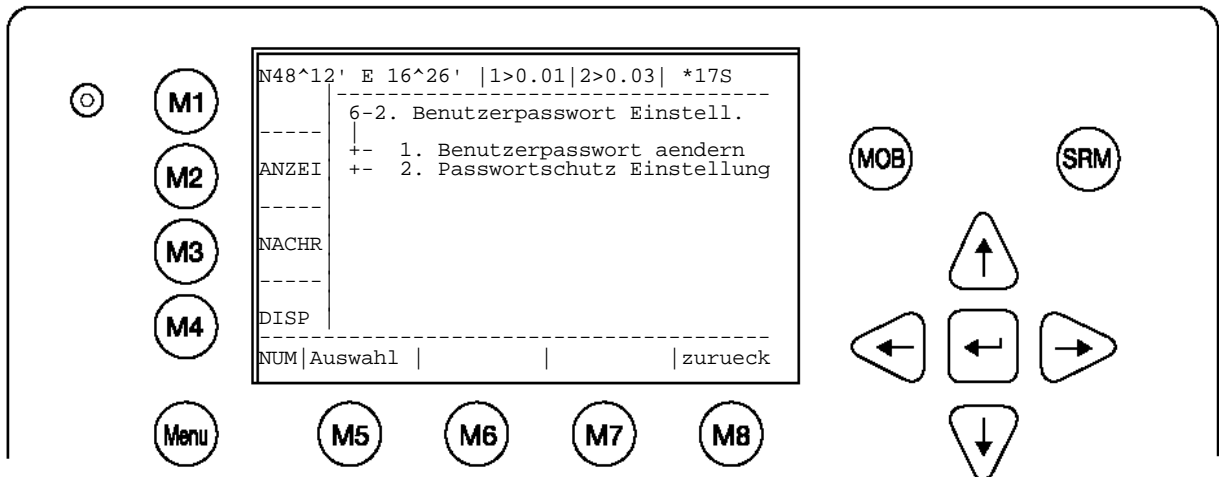 N48^12' E 16^26' |1>0.01|2>0.03| *17S
6-2. Benutzerpasswort Einstell.
+- 1. Benutzerpasswort aendern
ANZEI +- 2. Passwortschutz Einstellung
NACHR
DISP
NUM|Auswahl | | |zurueck
M1
M2
M3
M4
MOB
SRM
Menu
M5
M6
M7
M8